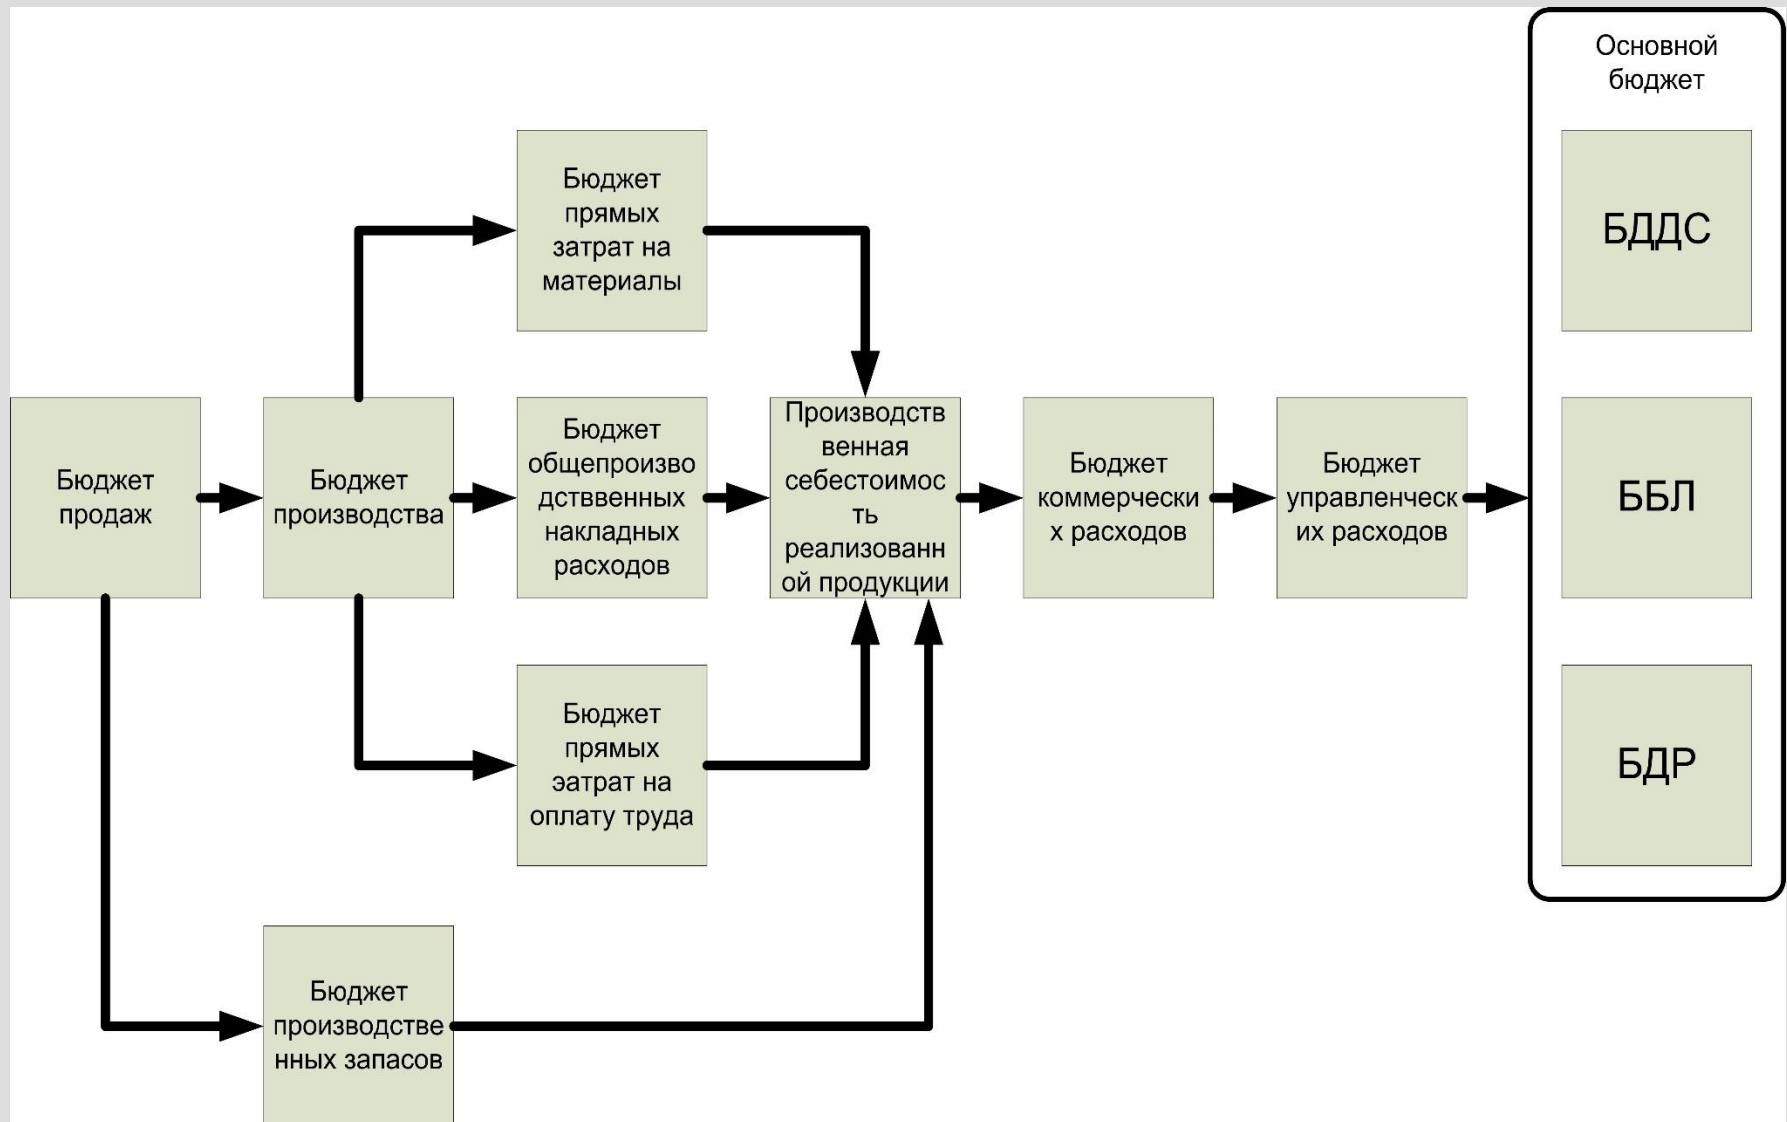 Основной
бюджет
БДДС
ББЛ
БДР
Бюджет
прямых
затрат на
материалы
Бюджет
продаж
Бюджет
производства
Бюджет
общепроизво
дстввенных
накладных
расходов
Производств
венная
себестоимос
ть
реализованн
ой продукции
Бюджет
коммерчески
х расходов
Бюджет
управленческ
их расходов
Бюджет
прямых
эатрат на
оплату труда
Бюджет
производстве
нных запасов